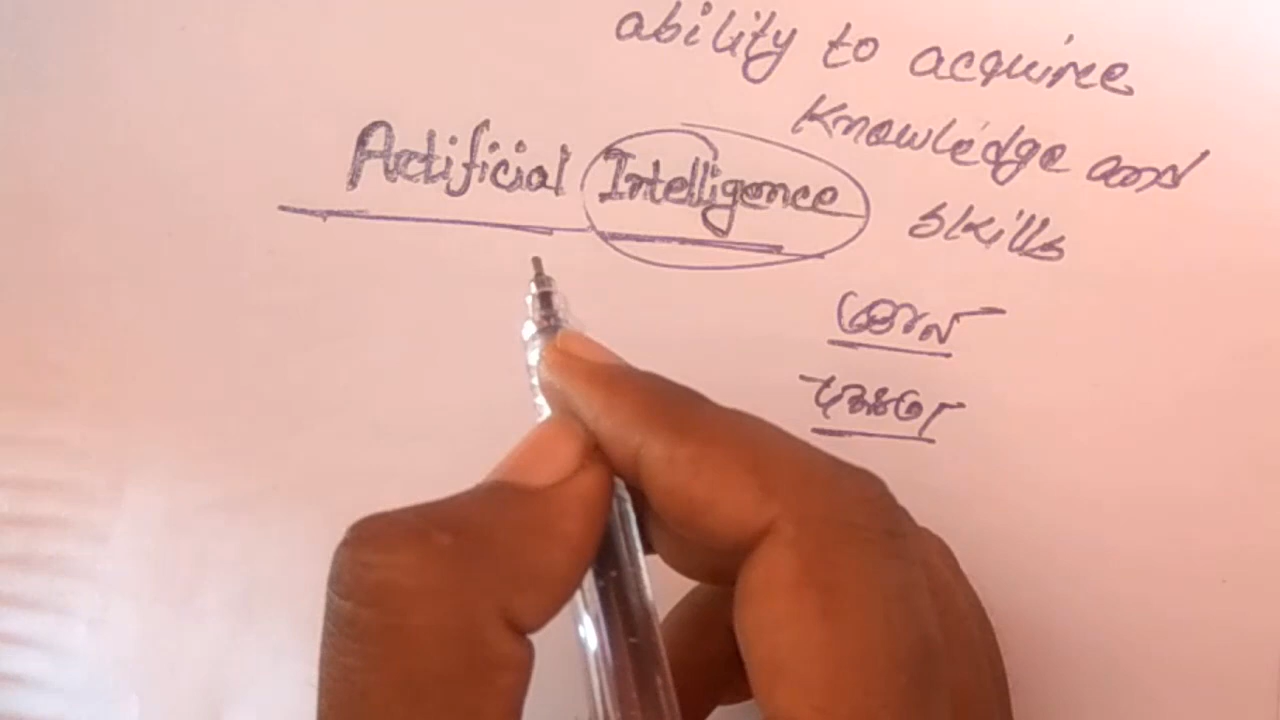 ability to acquire
Knowledge and
Artificial Intelligence
skills